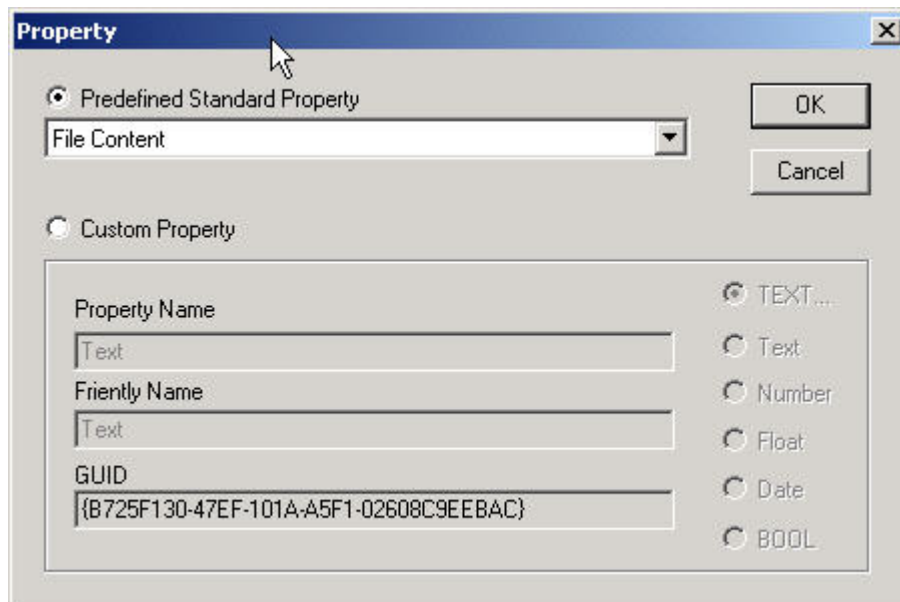 Property
Predefined Standard Property
OK
File Content
Cancel
Custom Property
TEXT...
Property Name
Text
Text
Number
Friently Name
Text
Float
GUID
Date
{B725F130-47EF-101A-A5F1-02608C9EEBAC}
BOOL